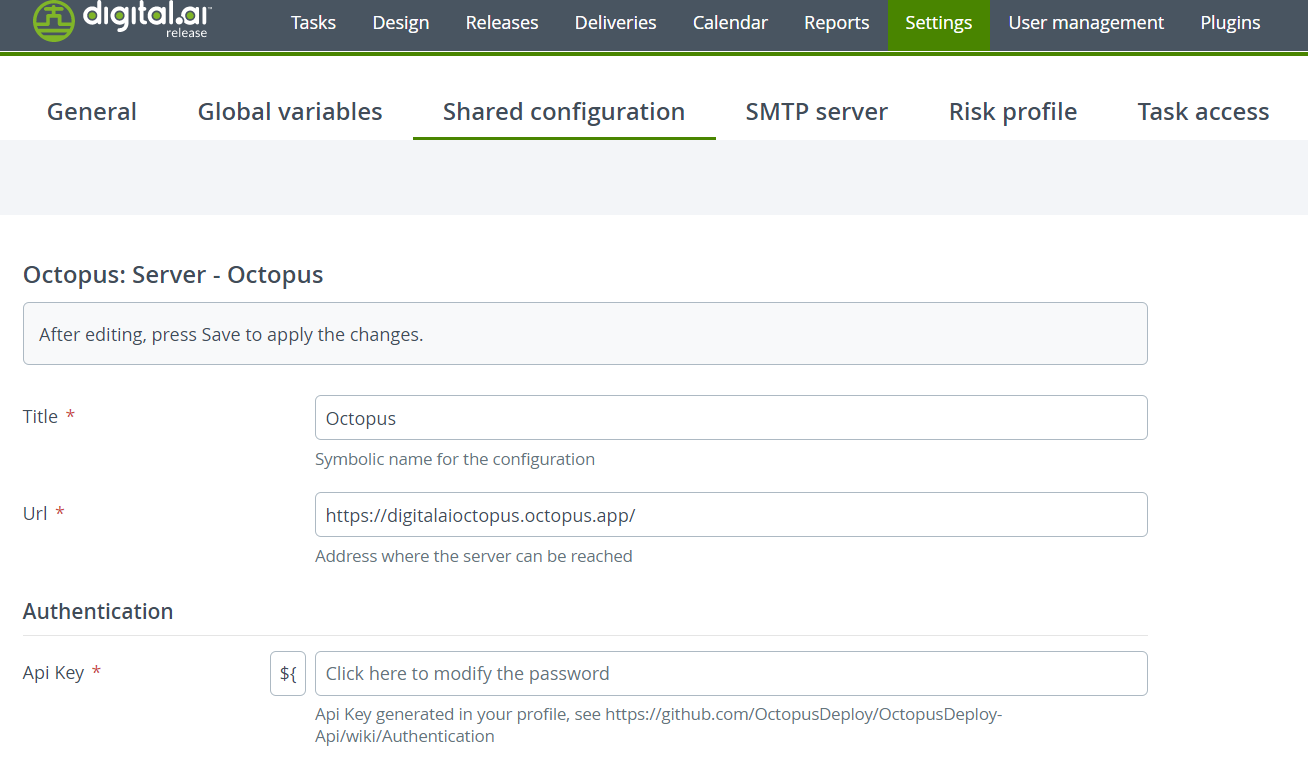 digital.ai™
release
Tasks Design Releases Deliveries Calendar Reports Settings User management Plugins
General Global variables Shared configuration SMTP server Risk profile Task access
Octopus: Server - Octopus
After editing, press Save to apply the changes.
Title * Octopus
Symbolic name for the configuration
Url * https://digitalaioctopus.octopus.app/
Address where the server can be reached
Authentication
Api Key * ${ Click here to modify the password
Api Key generated in your profile, see https://github.com/OctopusDeploy/OctopusDeploy-
Api/wiki/Authentication